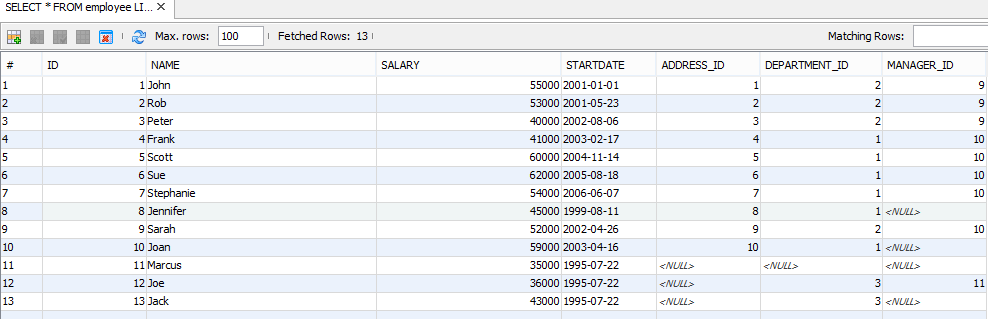 SELECT * FROM employee LI... ×
Max. rows: 100 Fetched Rows: 13 Matching Rows:
# ID NAME SALARY STARTDATE ADDRESS_ID DEPARTMENT_ID MANAGER_ID
1 1 John 55000 2001-01-01 1 2 9
2 2 Rob 53000 2001-05-23 2 2 9
3 3 Peter 40000 2002-08-06 3 2 9
4 4 Frank 41000 2003-02-17 4 1 10
5 5 Scott 60000 2004-11-14 5 1 10
6 6 Sue 62000 2005-08-18 6 1 10
7 7 Stephanie 54000 2006-06-07 7 1 10
8 8 Jennifer 45000 1999-08-11 8 1 <NULL>
9 9 Sarah 52000 2002-04-26 9 2 10
10 10 Joan 59000 2003-04-16 10 1 <NULL>
11 11 Marcus 35000 1995-07-22 <NULL> <NULL> <NULL>
12 12 Joe 36000 1995-07-22 <NULL> 3 11
13 13 Jack 43000 1995-07-22 <NULL> 3 <NULL>